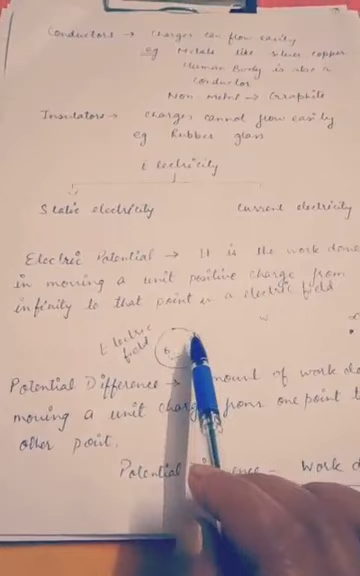 Conductors → Charges can flow easily
eg Metals like silver copper
Human Body is also a
conductor
Non metal → Graphite
Insulators → Charges cannot flow easily
eg Rubber glass
Electricity
Static electricity current electricity
Electric Potential → It is the work done
in moving a unit positive charge from
infinity to that point in a electric field
Electric
field
Potential Difference → mount of work do
moving a unit charge from one point t
other point.
Potential rence = Work d